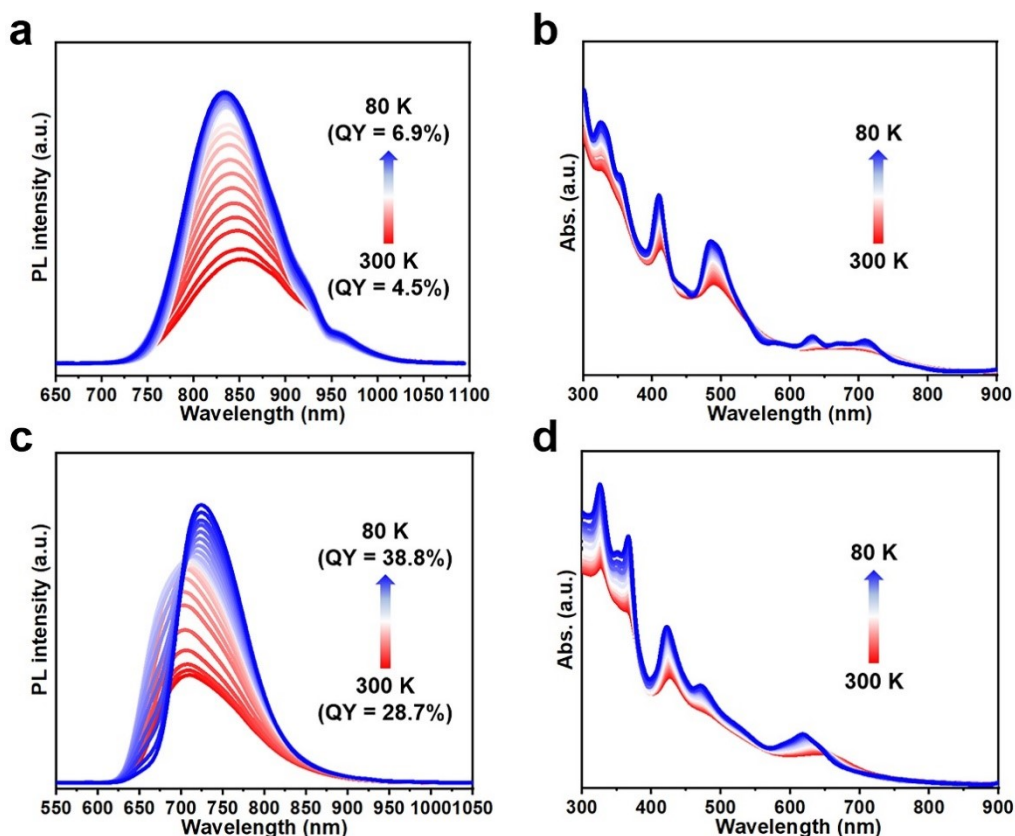 a
PL intensity (a.u.)
80 K
(QY = 6.9%)
300 K
(QY = 4.5%)
650 700 750 800 850 900 950 1000 1050 1100
Wavelength (nm)
b
Abs. (a.u.)
80 K
300 K
300 400 500 600 700 800 900
Wavelength (nm)
c
PL intensity (a.u.)
80 K
(QY = 38.8%)
300 K
(QY = 28.7%)
550 600 650 700 750 800 850 900 950 1000 1050
Wavelength (nm)
d
Abs. (a.u.)
80 K
300 K
300 400 500 600 700 800 900
Wavelength (nm)